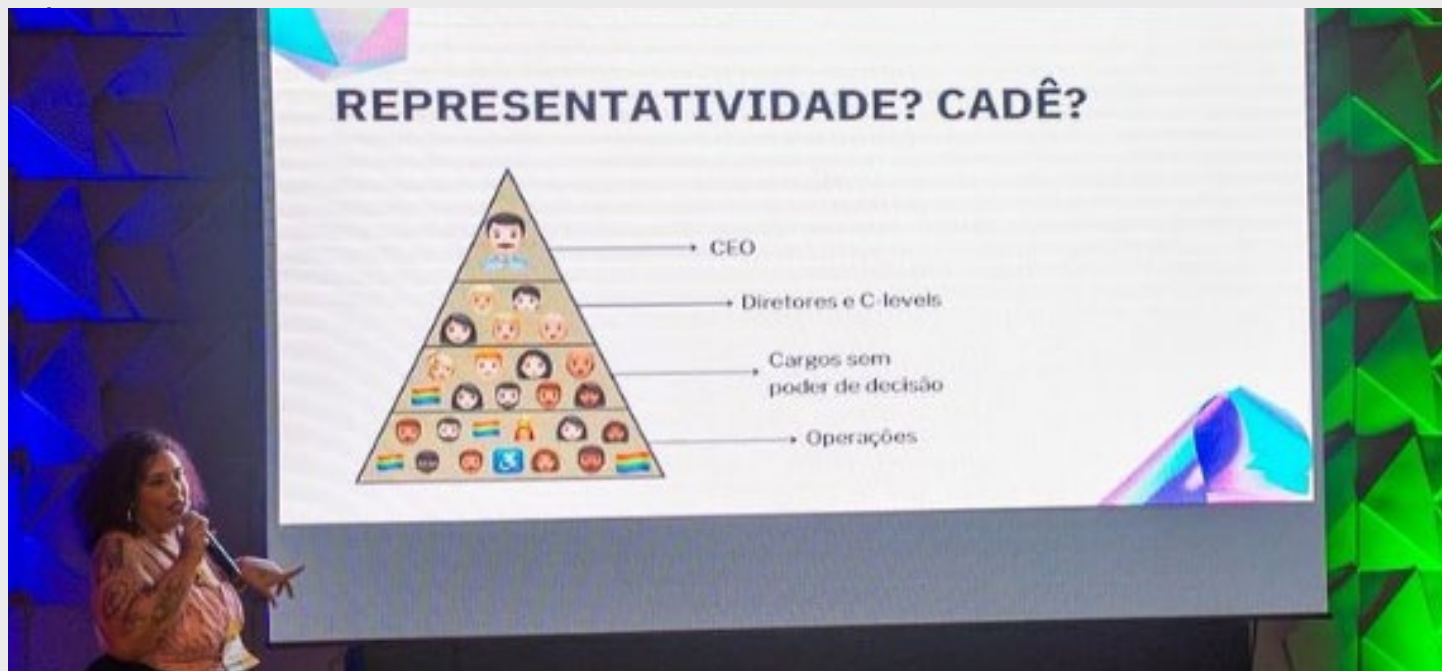 REPRESENTATIVIDADE? CADÊ?
CEO
Diretores e C-levels
Cargos sem
poder de decisão
Operações